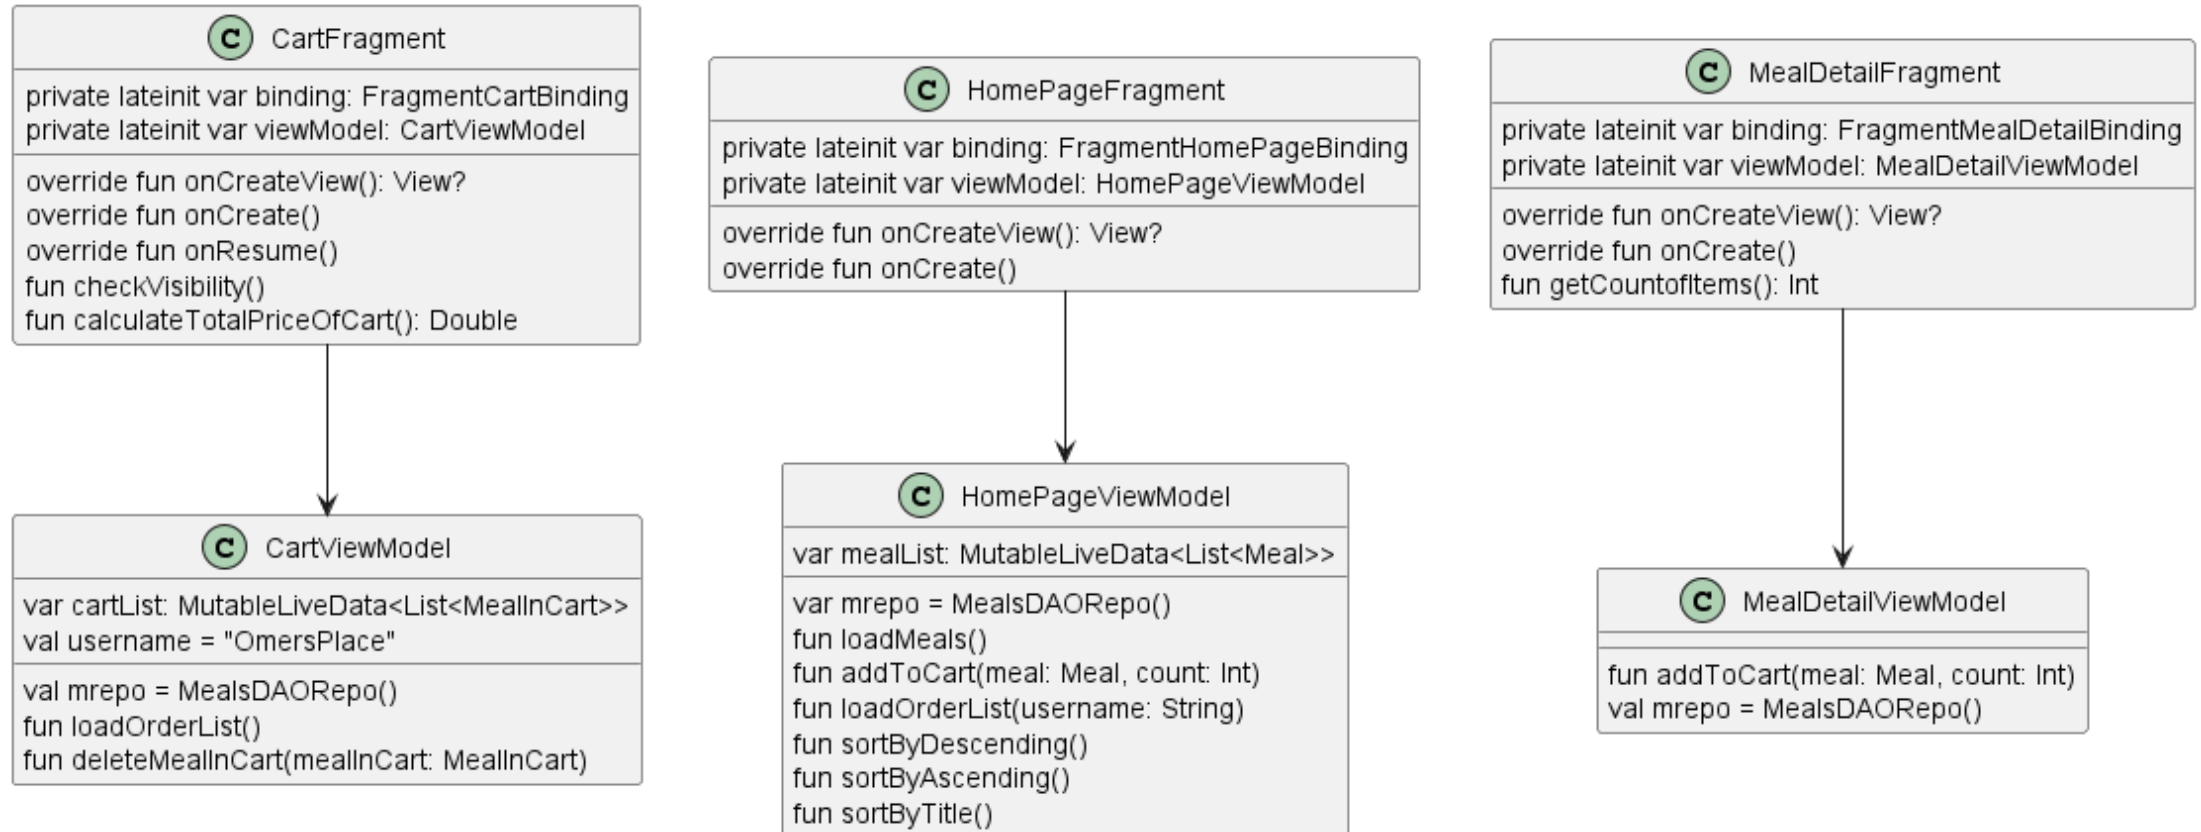 C CartFragment
private lateinit var binding: FragmentCartBinding
private lateinit var viewModel: CartViewModel
override fun onCreateView(): View?
override fun onCreate()
override fun onResume()
fun checkVisibility()
fun calculateTotalPriceOfCart(): Double
C HomePageFragment
private lateinit var binding: FragmentHomePageBinding
private lateinit var viewModel: HomePageViewModel
override fun onCreateView(): View?
override fun onCreate()
C MealDetailFragment
private lateinit var binding: FragmentMealDetailBinding
private lateinit var viewModel: MealDetailViewModel
override fun onCreateView(): View?
override fun onCreate()
fun getCountofItems(): Int
C CartViewModel
var cartList: MutableLiveData<List<MealInCart>>
val username = "OmersPlace"
val mrepo = MealsDAORepo()
fun loadOrderList()
fun deleteMealInCart(mealInCart: MealInCart)
C HomePageViewModel
var mealList: MutableLiveData<List<Meal>>
var mrepo = MealsDAORepo()
fun loadMeals()
fun addToCart(meal: Meal, count: Int)
fun loadOrderList(username: String)
fun sortByDescending()
fun sortByAscending()
fun sortByTitle()
C MealDetailViewModel
fun addToCart(meal: Meal, count: Int)
val mrepo = MealsDAORepo()